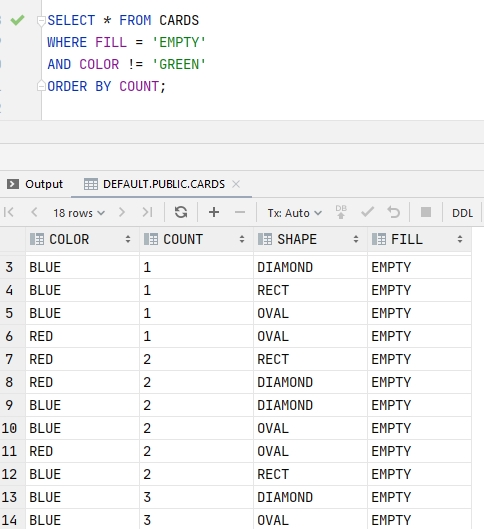 SELECT * FROM CARDS
WHERE FILL = 'EMPTY'
AND COLOR != 'GREEN'
ORDER BY COUNT;
Output DEFAULT.PUBLIC.CARDS
18 rows Tx: Auto DB DDL
COLOR COUNT SHAPE FILL
3 BLUE 1 DIAMOND EMPTY
4 BLUE 1 RECT EMPTY
5 BLUE 1 OVAL EMPTY
6 RED 1 OVAL EMPTY
7 RED 2 RECT EMPTY
8 RED 2 DIAMOND EMPTY
9 BLUE 2 DIAMOND EMPTY
10 BLUE 2 OVAL EMPTY
11 RED 2 OVAL EMPTY
12 BLUE 2 RECT EMPTY
13 BLUE 3 DIAMOND EMPTY
14 BLUE 3 OVAL EMPTY